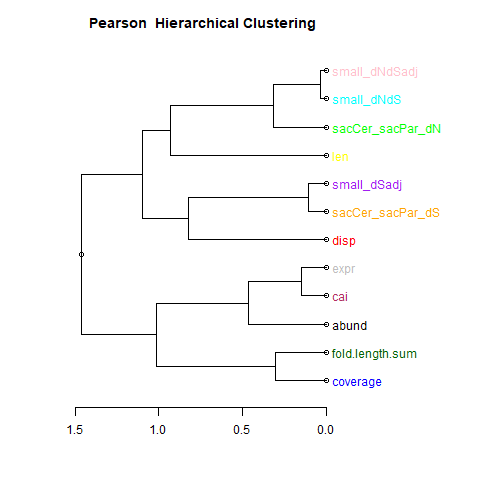 Pearson  Hierarchical Clustering
small_dNdSadj
small_dNdS
sacCer_sacPar_dN
len
small_dSadj
sacCer_sacPar_dS
disp
expr
cai
abund
fold.length.sum
coverage
1.5 1.0 0.5 0.0